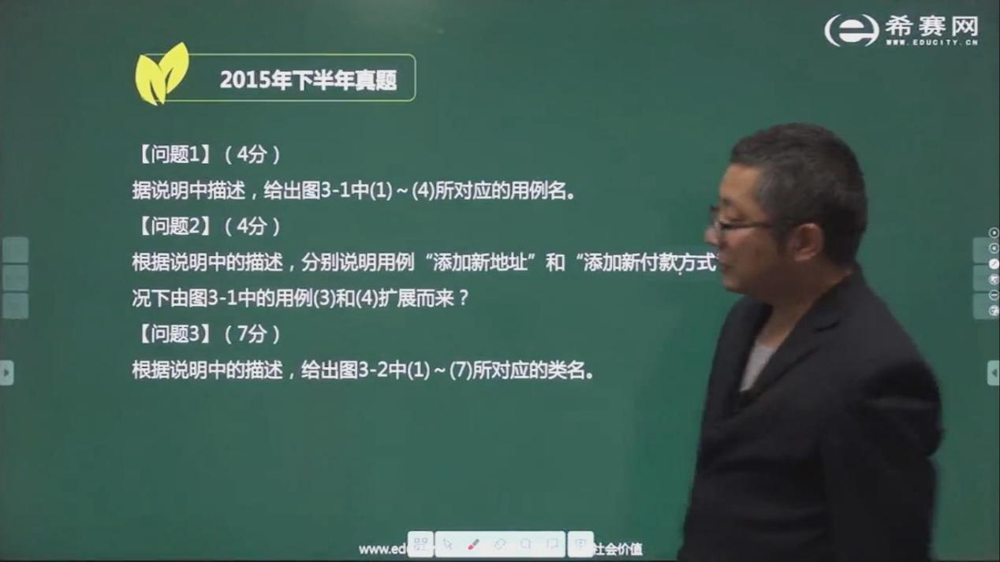 希赛网
WWW.EDUCITY.CN
2015年下半年真题
【问题1】（4分）
据说明中描述，给出图3-1中(1)～(4)所对应的用例名。
【问题2】（4分）
根据说明中的描述，分别说明用例“添加新地址”和“添加新付款方式”
况下由图3-1中的用例(3)和(4)扩展而来？
【问题3】（7分）
根据说明中的描述，给出图3-2中(1)～(7)所对应的类名。
www.ed
社会价值